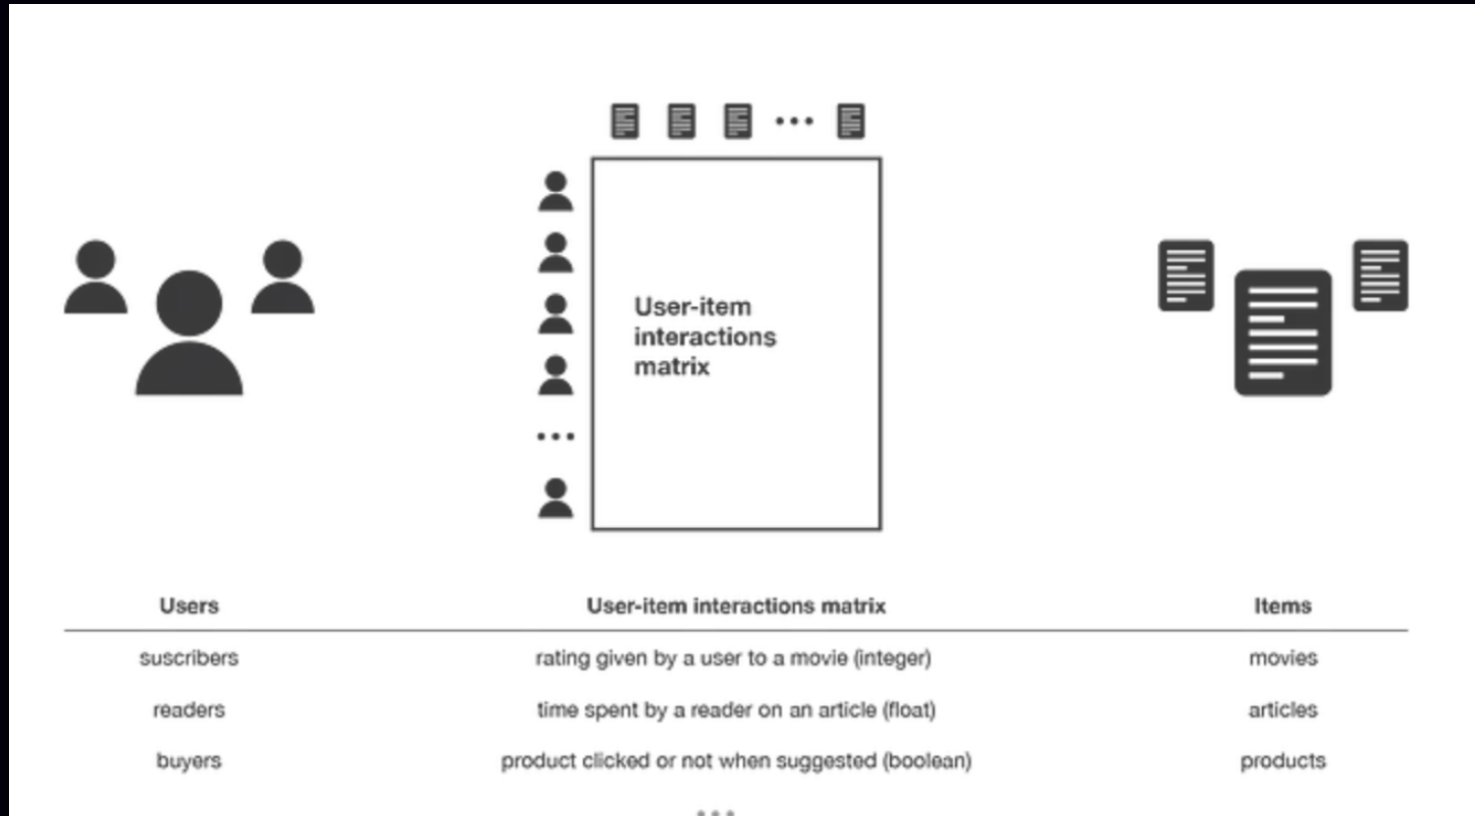 User-item
interactions
matrix
Users User-item interactions matrix Items
suscribers rating given by a user to a movie (integer) movies
readers time spent by a reader on an article (float) articles
buyers product clicked or not when suggested (boolean) products